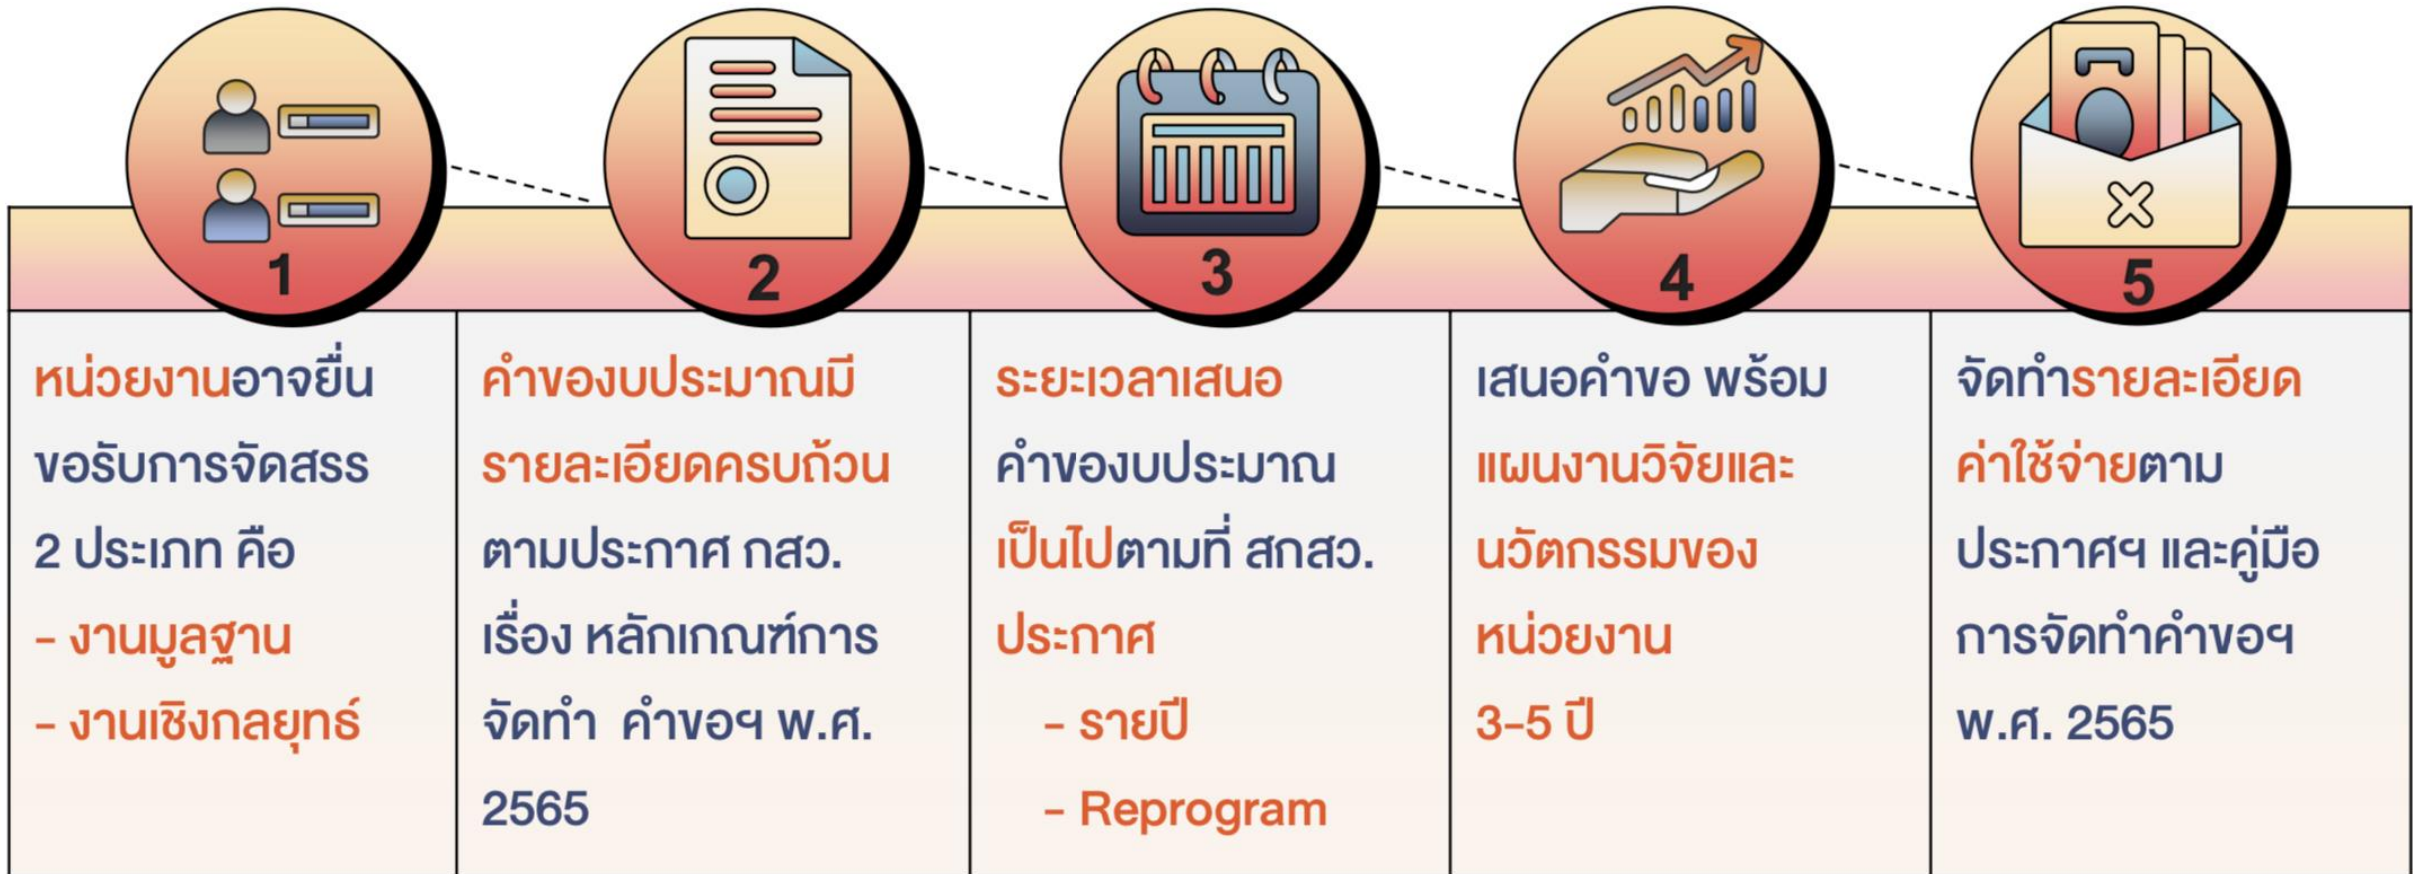 1
หน่วยงานอาจยื่น
ขอรับการจัดสรร
2 ประเภท คือ
- งานมูลฐาน
- งานเชิงกลยุทธ์
2
คำของบประมาณมี
รายละเอียดครบถ้วน
ตามประกาศ กสว.
เรื่อง หลักเกณฑ์การ
จัดทำ คำขอฯ พ.ศ.
2565
3
ระยะเวลาเสนอ
คำของบประมาณ
เป็นไปตามที่ สกสว.
ประกาศ
- รายปี
- Reprogram
4
เสนอคำขอ พร้อม
แผนงานวิจัยและ
นวัตกรรมของ
หน่วยงาน
3-5 ปี
5
จัดทำรายละเอียด
ค่าใช้จ่ายตาม
ประกาศฯ และคู่มือ
การจัดทำคำขอฯ
พ.ศ. 2565